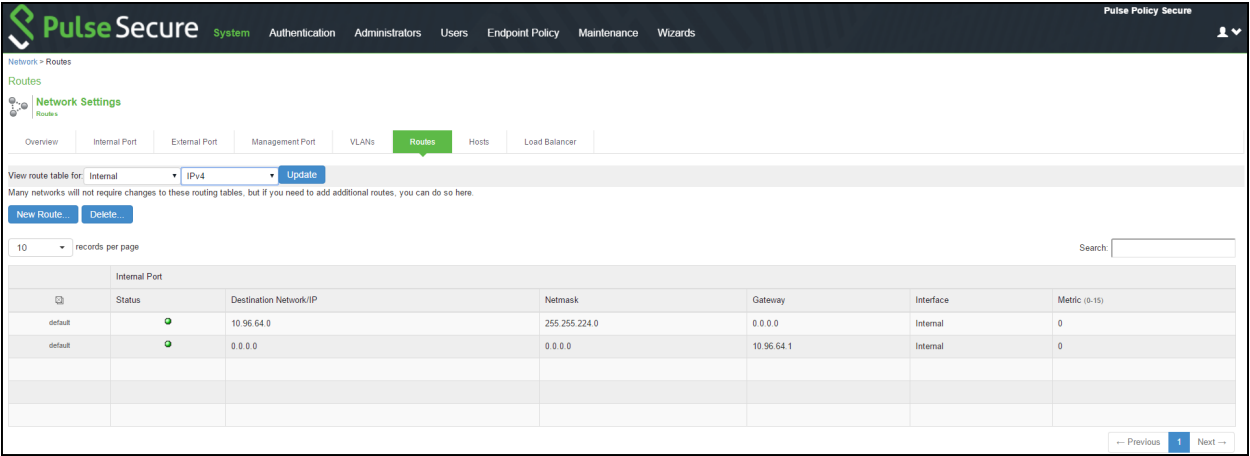 Pulse Policy Secure
Pulse Secure System Authentication Administrators Users Endpoint Policy Maintenance Wizards
Network > Routes
Routes
Network Settings
Routes
Overview Internal Port External Port Management Port VLANs Routes Hosts Load Balancer
View route table for: Internal IPv4 Update
Many networks will not require changes to these routing tables, but if you need to add additional routes, you can do so here.
New Route... Delete...
10 records per page Search:
Internal Port
Status Destination Network/IP Netmask Gateway Interface Metric (0-15)
default 10.96.64.0 255.255.224.0 0.0.0.0 Internal 0
default 0.0.0.0 0.0.0.0 10.96.64.1 Internal 0
← Previous 1 Next →